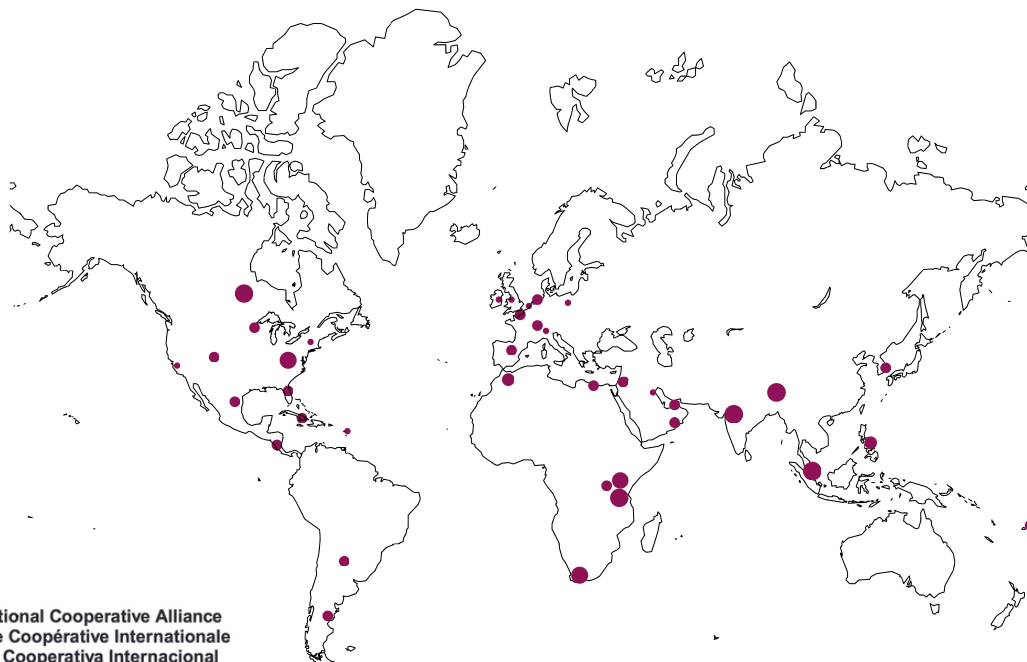 tional Cooperative Alliance
e Coopérative Internationale
Cooperativa Internacional